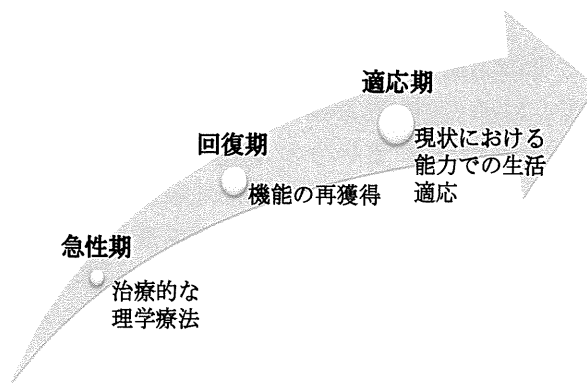 適応期
現状における
能力での生活
適応
回復期
機能の再獲得
急性期
治療的な
理学療法